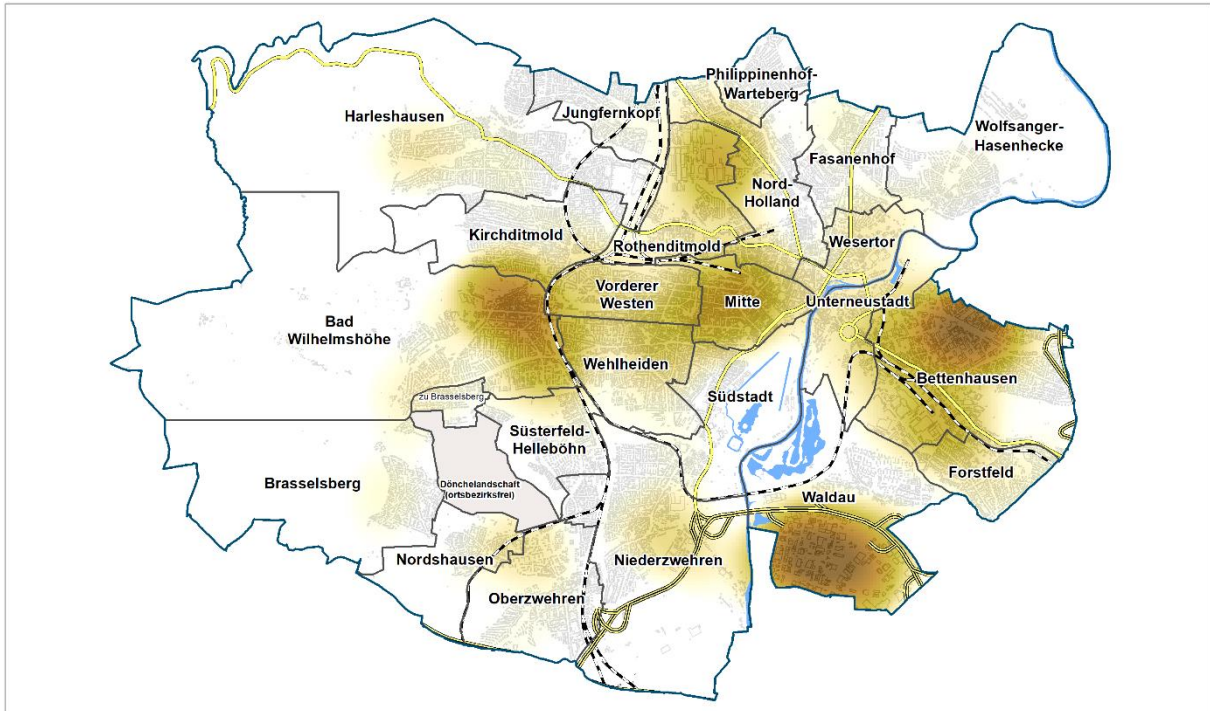 Philippinenhof-
Warteberg
Jungfernkopf
Harleshausen
Wolfsanger-
Hasenhecke
Fasanenhof
Nord-
Holland
Kirchditmold
Rothenditmold
Wesertor
Vorderer
Westen
Mitte
Unterneustadt
Bad
Wilhelmshöhe
Wehlheiden
Bettenhausen
zu Brasselsberg
Südstadt
Süsterfeld-
Helleböhn
Forstfeld
Brasselsberg
Dönchelandschaft
(ortsbezirksfrei)
Waldau
Nordshausen
Niederzwehren
Oberzwehren